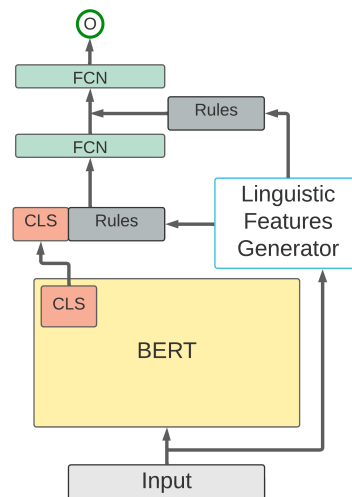 O
FCN
Rules
FCN
CLS Rules
Linguistic
Features
Generator
CLS
BERT
Input